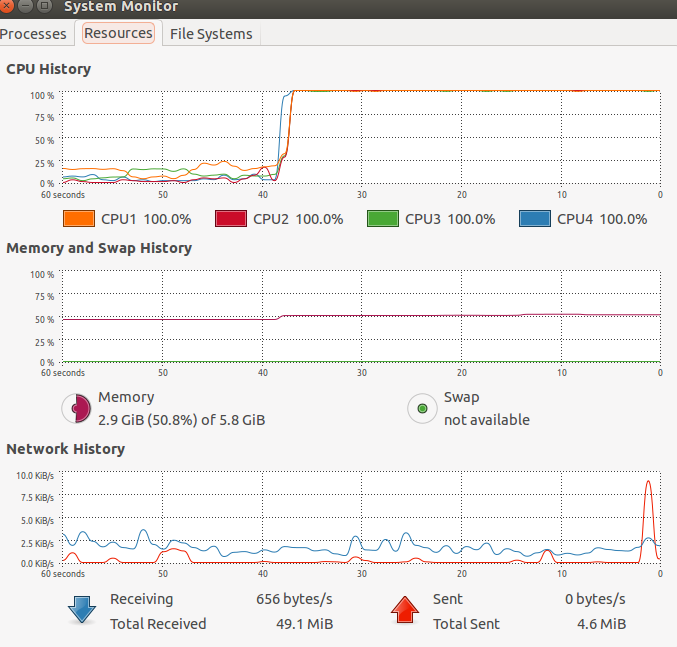 System Monitor
Processes Resources File Systems
CPU History
100 %
75 %
50 %
25 %
0 %
60 seconds 50 40 30 20 10 0
CPU1 100.0% CPU2 100.0% CPU3 100.0% CPU4 100.0%
Memory and Swap History
100 %
75 %
50 %
25 %
0 %
60 seconds 50 40 30 20 10 0
Memory Swap
2.9 GiB (50.8%) of 5.8 GiB not available
Network History
10.0 KiB/s
7.5 KiB/s
5.0 KiB/s
2.5 KiB/s
0.0 KiB/s
60 seconds 50 40 30 20 10 0
Receiving 656 bytes/s Sent 0 bytes/s
Total Received 49.1 MiB Total Sent 4.6 MiB